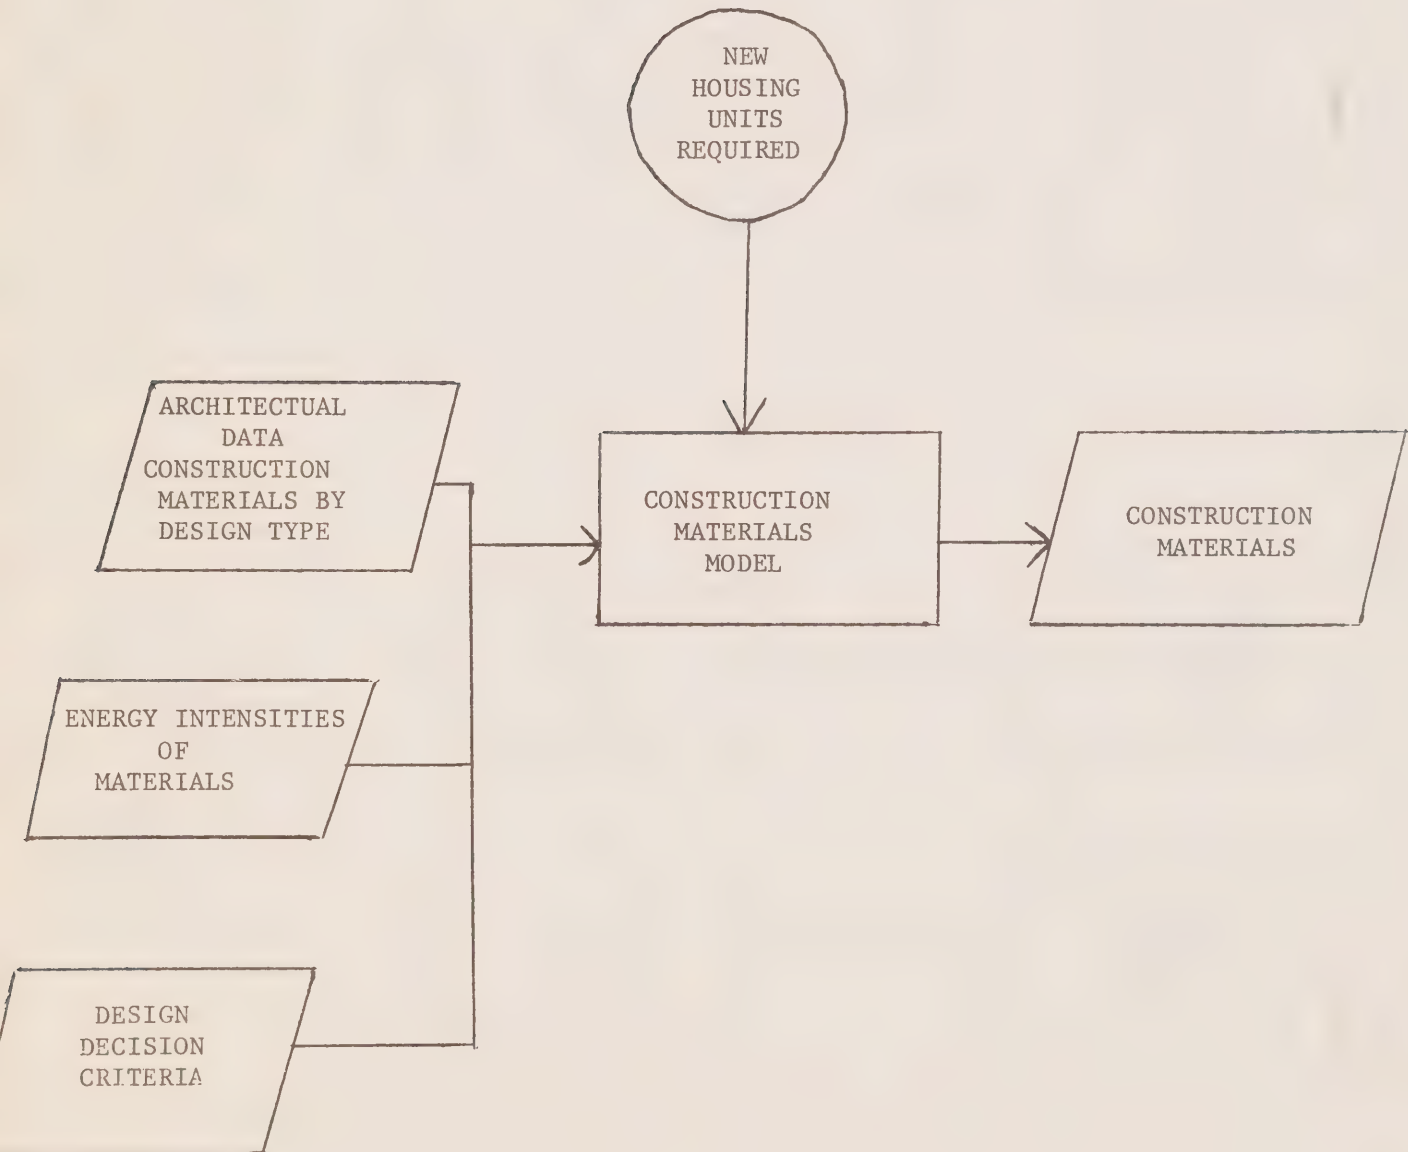 NEW
HOUSING
UNITS
REQUIRED
ARCHITECTUAL
DATA
CONSTRUCTION
MATERIALS BY
DESIGN TYPE
CONSTRUCTION
MATERIALS
MODEL
CONSTRUCTION
MATERIALS
ENERGY INTENSITIES
OF
MATERIALS
DESIGN
DECISION
CRITERIA